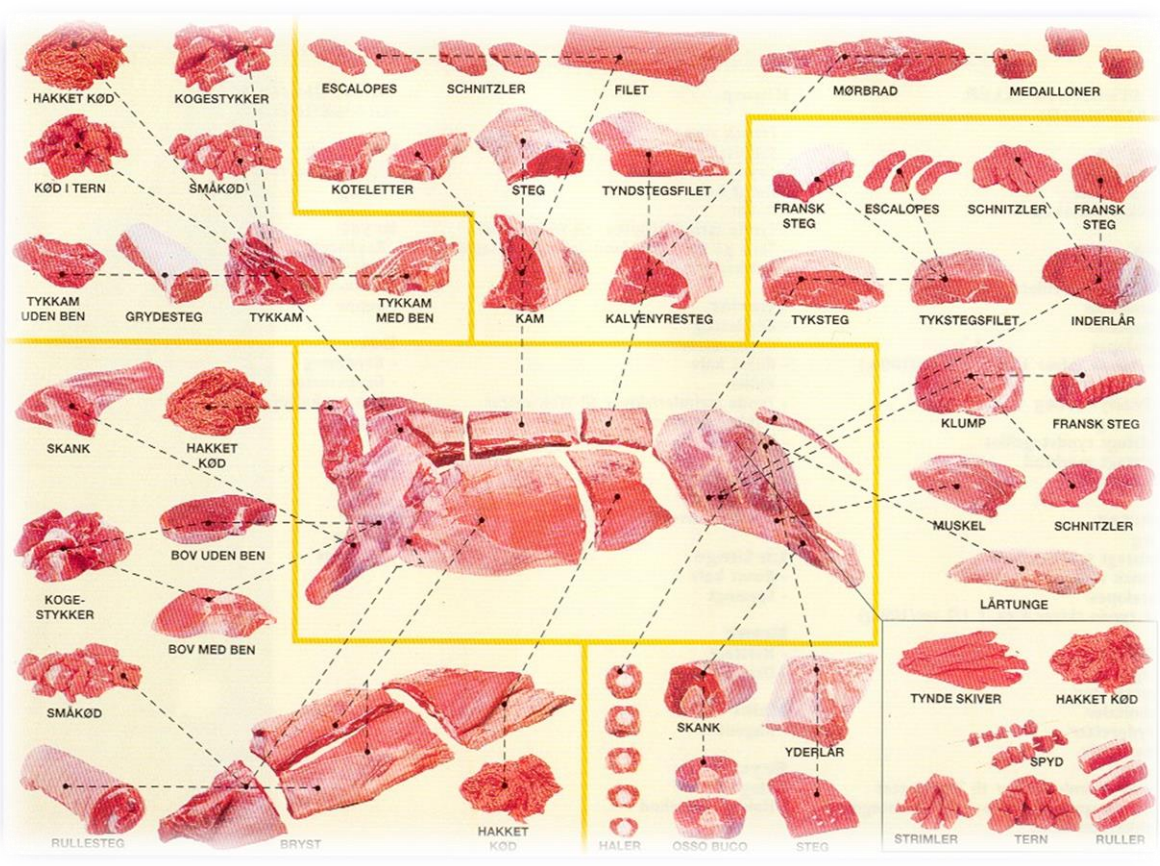 HAKKET KØD
KOGESTYKKER
ESCALOPES
SCHNITZLER
FILET
MØRBRAD
MEDAILLONER
KØD I TERN
SMÅKØD
KOTELETTER
STEG
TYNDSTEGSFILET
FRANSK
STEG
ESCALOPES
SCHNITZLER
FRANSK
STEG
TYKKAM
UDEN BEN
GRYDESTEG
TYKKAM
TYKKAM
MED BEN
KAM
KALVENYRESTEG
TYKSTEG
TYKSTEGSFILET
INDERLÅR
SKANK
HAKKET
KØD
KLUMP
FRANSK STEG
BOV UDEN BEN
MUSKEL
SCHNITZLER
KOGE-
STYKKER
BOV MED BEN
LÅRTUNGE
SMÅKØD
SKANK
YDERLÅR
TYNDE SKIVER
HAKKET KØD
SPYD
RULLESTEG
BRYST
HAKKET
KØD
HALER
OSSO BUCO
STEG
STRIMLER
TERN
RULLER